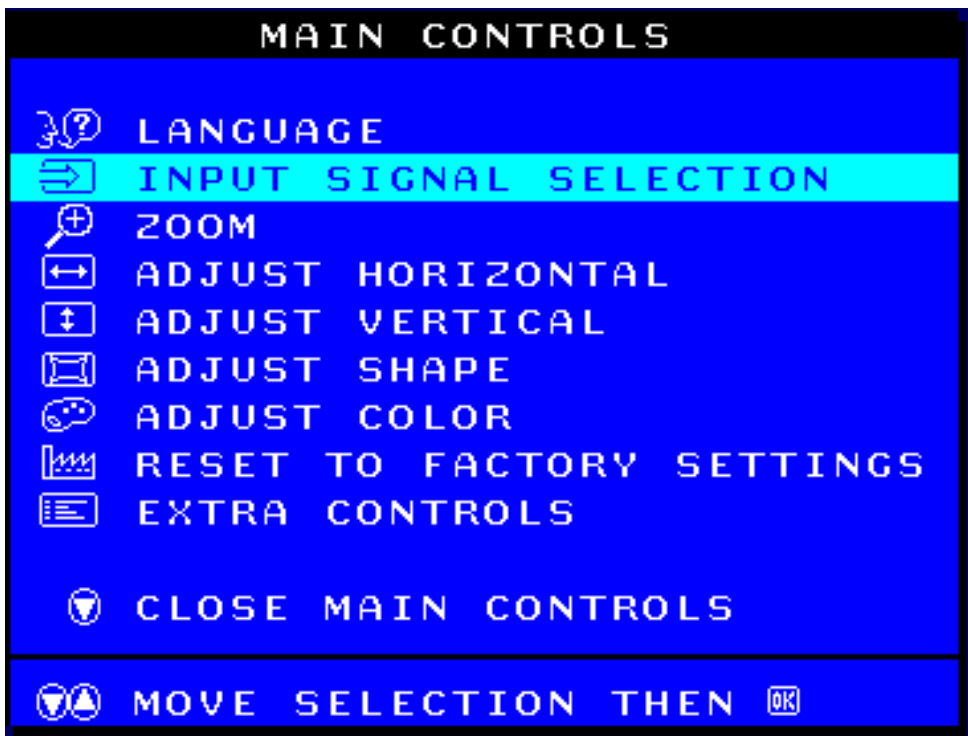 MAIN CONTROLS
LANGUAGE
INPUT SIGNAL SELECTION
ZOOM
ADJUST HORIZONTAL
ADJUST VERTICAL
ADJUST SHAPE
ADJUST COLOR
RESET TO FACTORY SETTINGS
EXTRA CONTROLS
CLOSE MAIN CONTROLS
MOVE SELECTION THEN OK